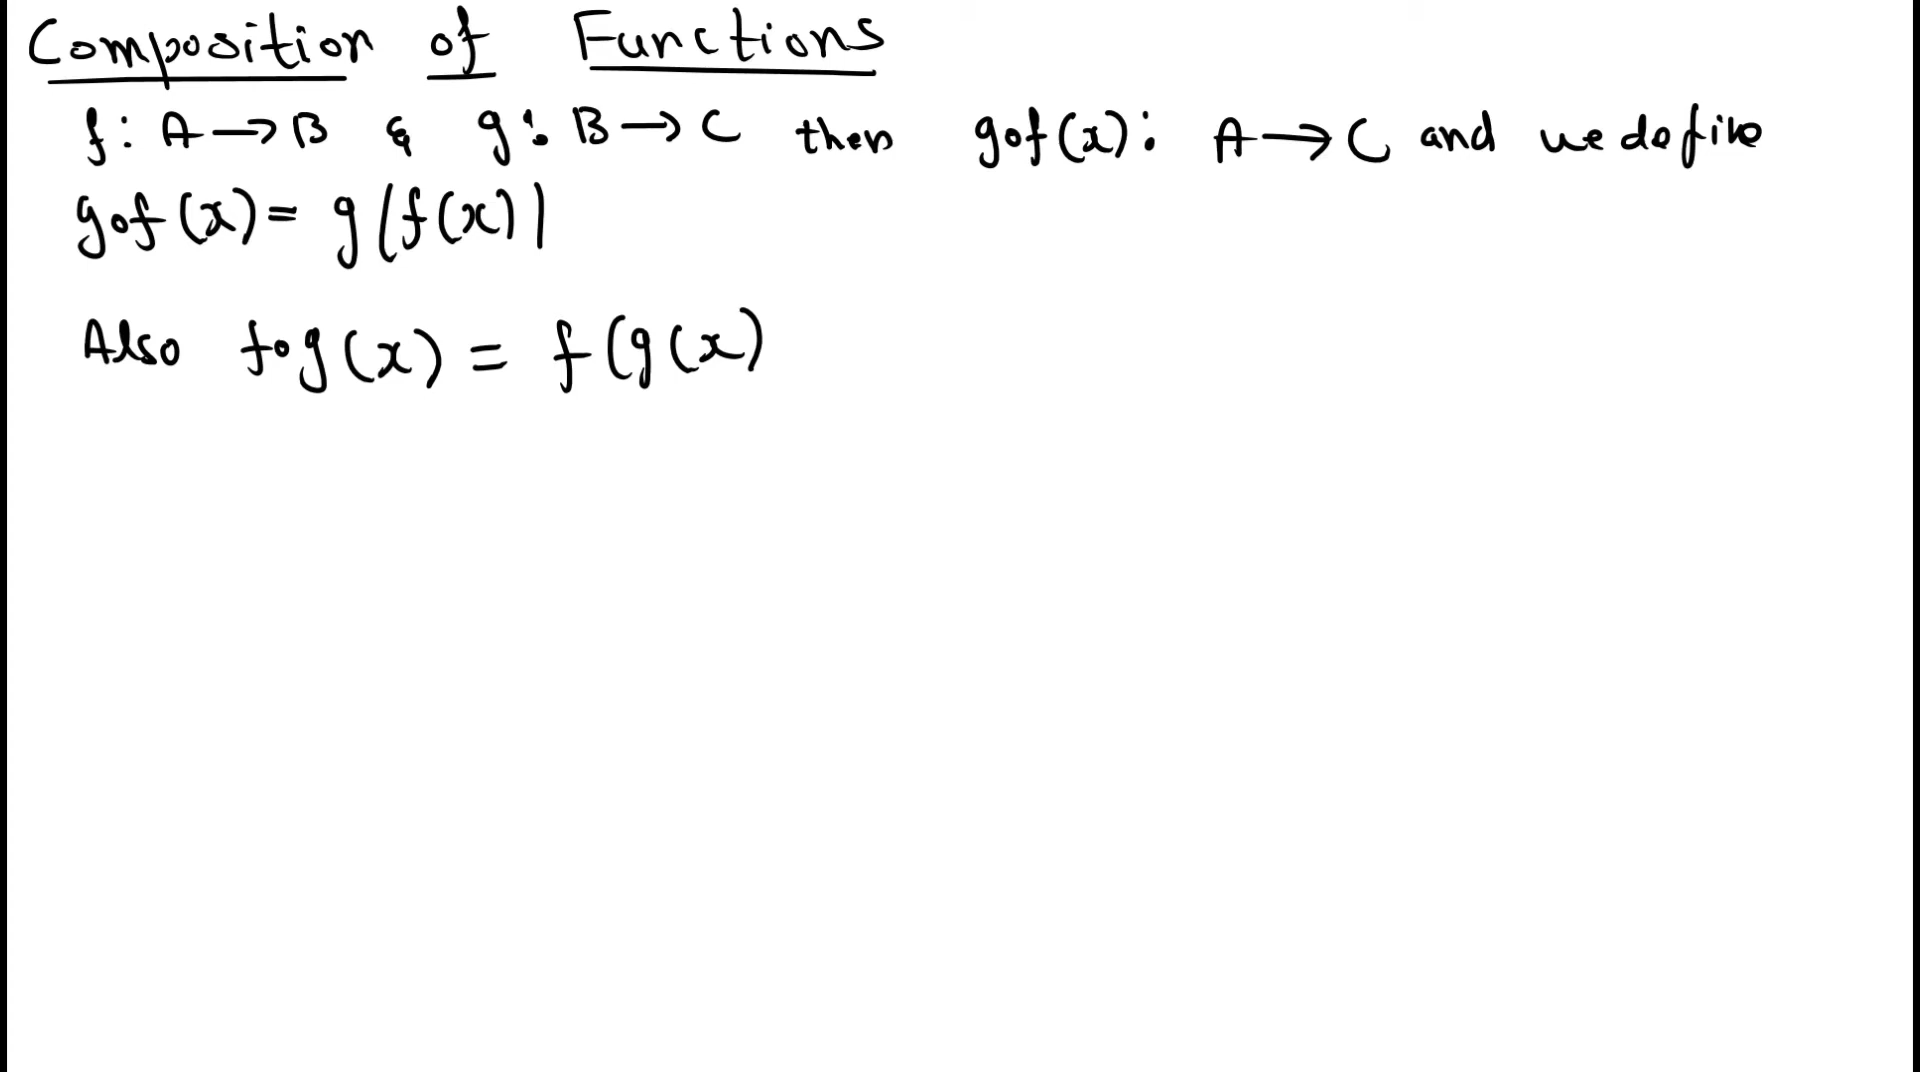 Composition of Functions
f: A → B & g: B → C then gof(x): A → C and we define
gof(x) = g(f(x))
Also fog(x) = f(g(x)